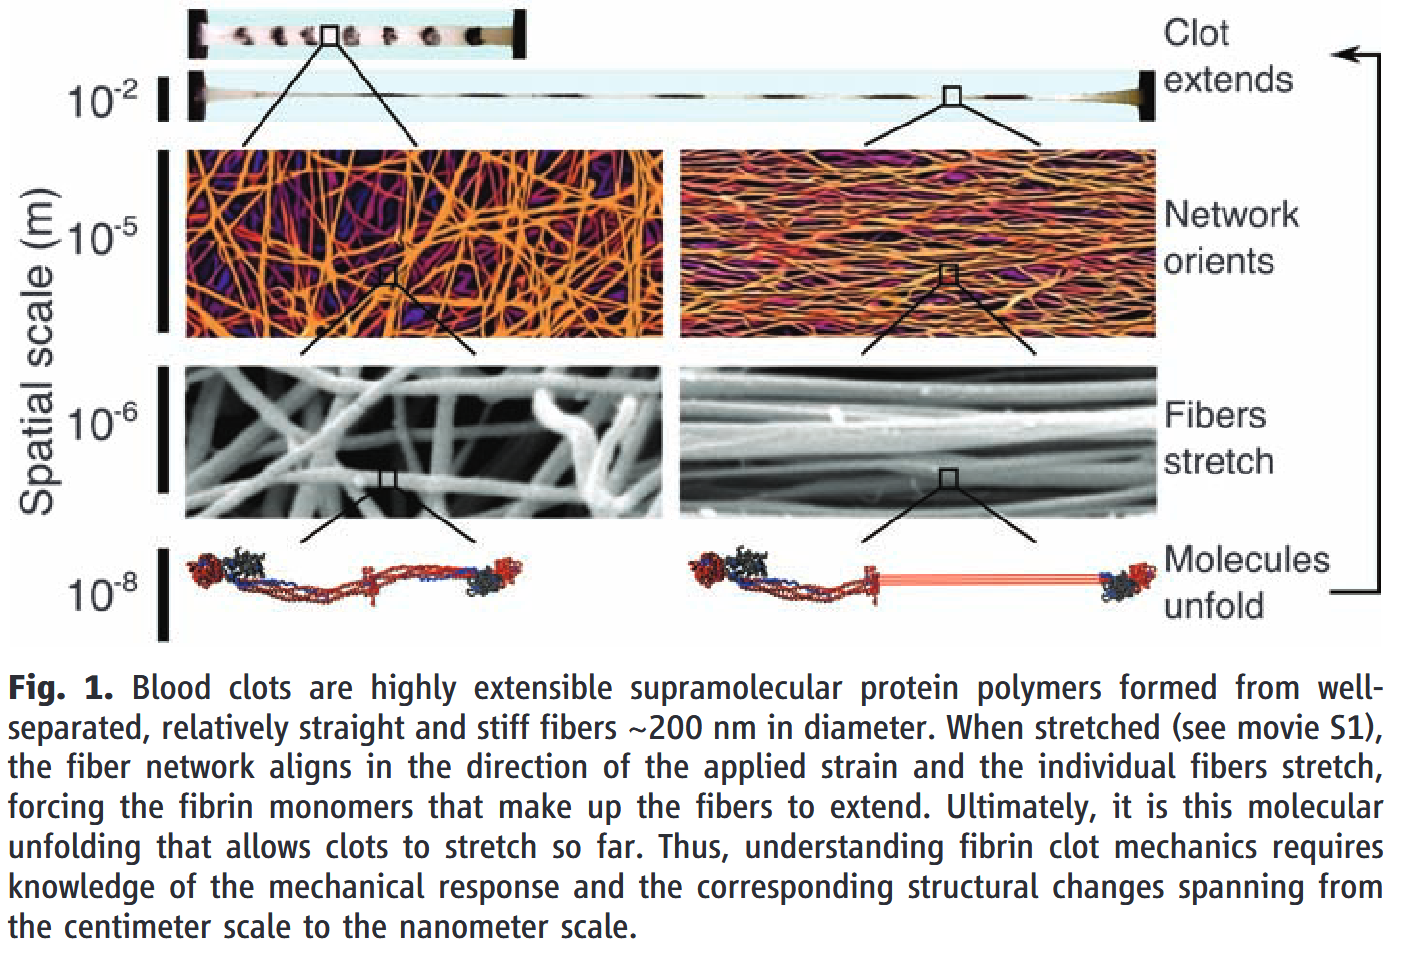 Clot
extends
10-2
Network
orients
10-5
Spatial scale (m)
Fibers
stretch
10-6
Molecules
unfold
10-8
Fig. 1. Blood clots are highly extensible supramolecular protein polymers formed from well-
separated, relatively straight and stiff fibers ~200 nm in diameter. When stretched (see movie S1),
the fiber network aligns in the direction of the applied strain and the individual fibers stretch,
forcing the fibrin monomers that make up the fibers to extend. Ultimately, it is this molecular
unfolding that allows clots to stretch so far. Thus, understanding fibrin clot mechanics requires
knowledge of the mechanical response and the corresponding structural changes spanning from
the centimeter scale to the nanometer scale.